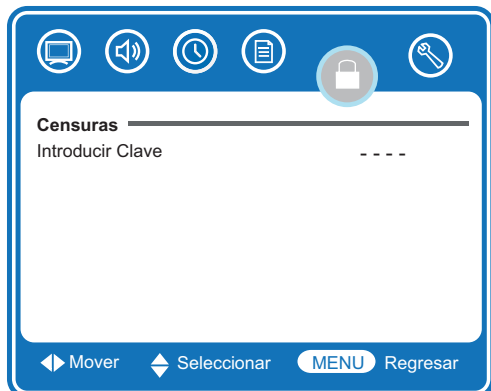 Censuras
Introducir Clave - - - -
Mover Seleccionar MENU Regresar